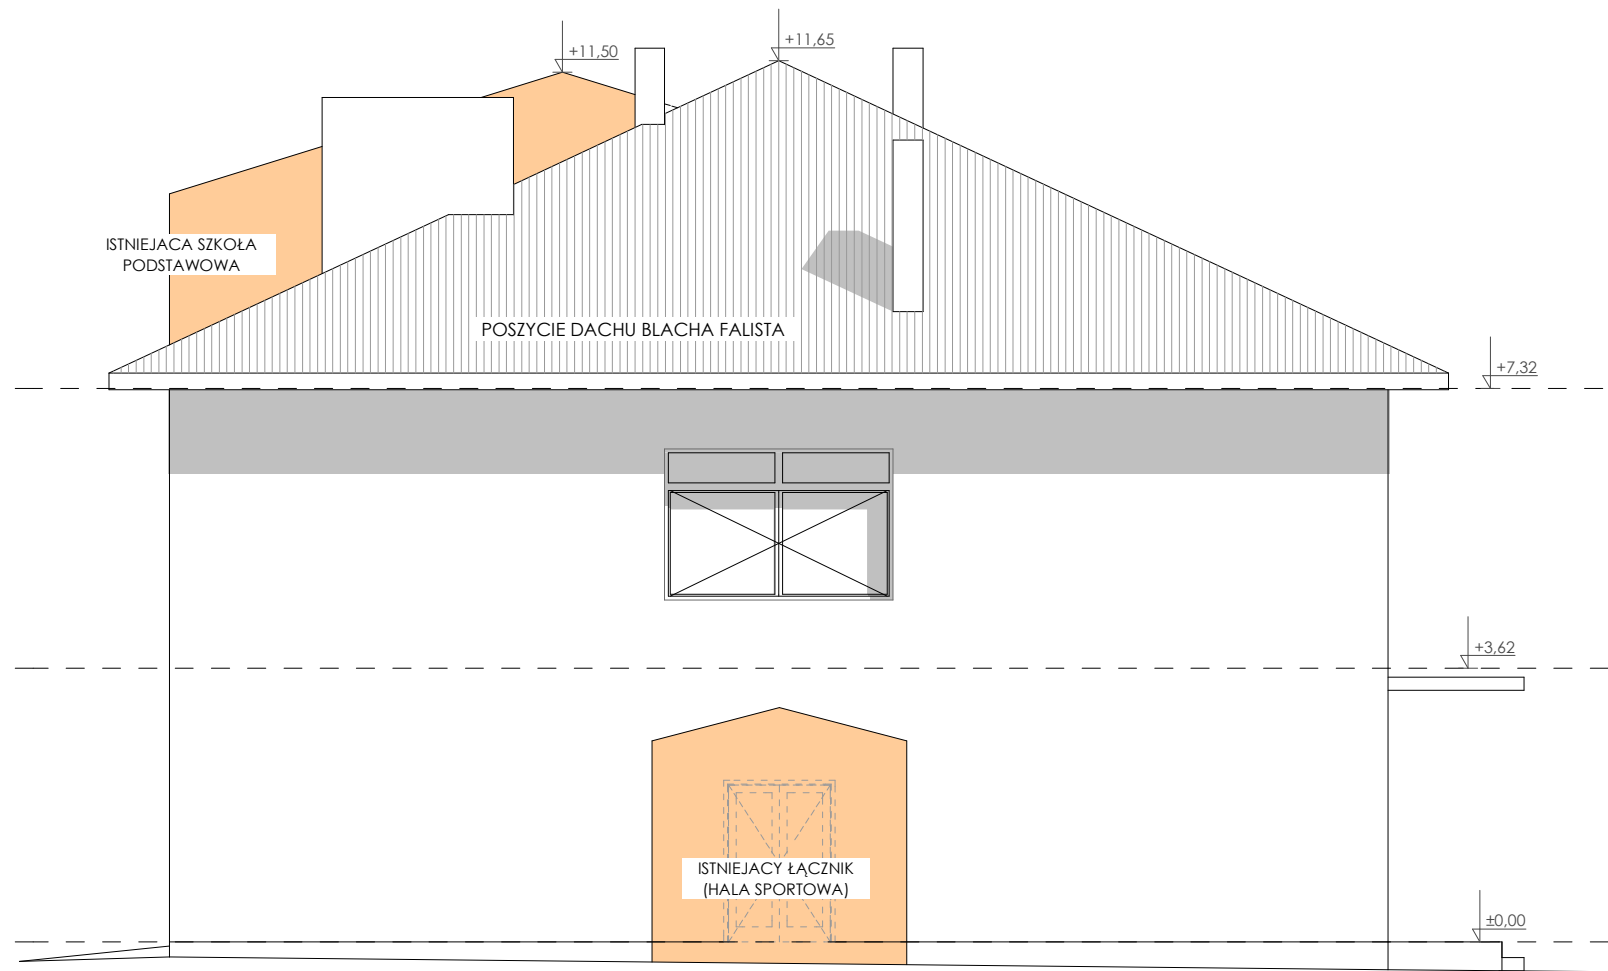 +11,50
+11,65
ISTNIEJACA SZKOŁA
PODSTAWOWA
POSZYCIE DACHU BLACHA FALISTA
+7,32
+3,62
ISTNIEJACY ŁĄCZNIK
(HALA SPORTOWA)
±0,00